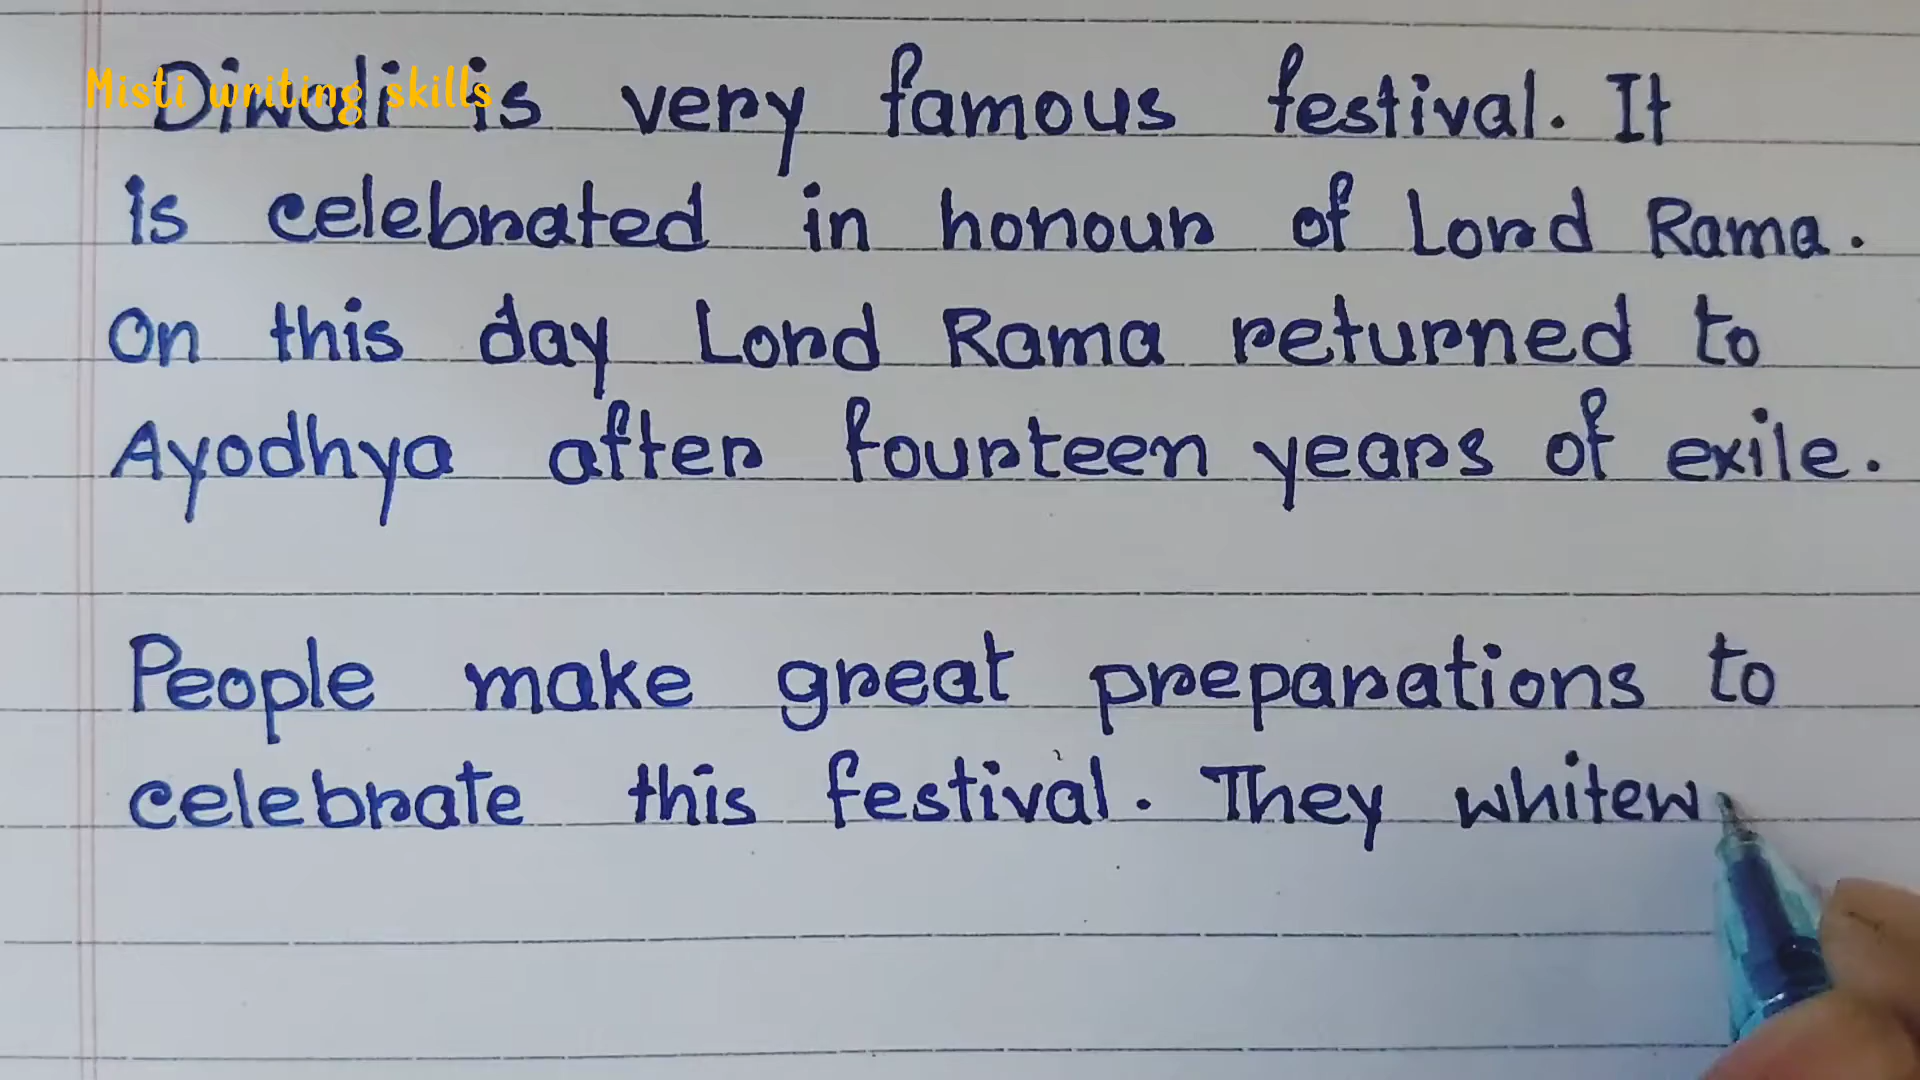 Misti writing skills
Diwali is very famous festival. It
is celebrated in honour of Lord Rama.
On this day Lord Rama returned to
Ayodhya after fourteen years of exile.
People make great preparations to
celebrate this festival. They whitew